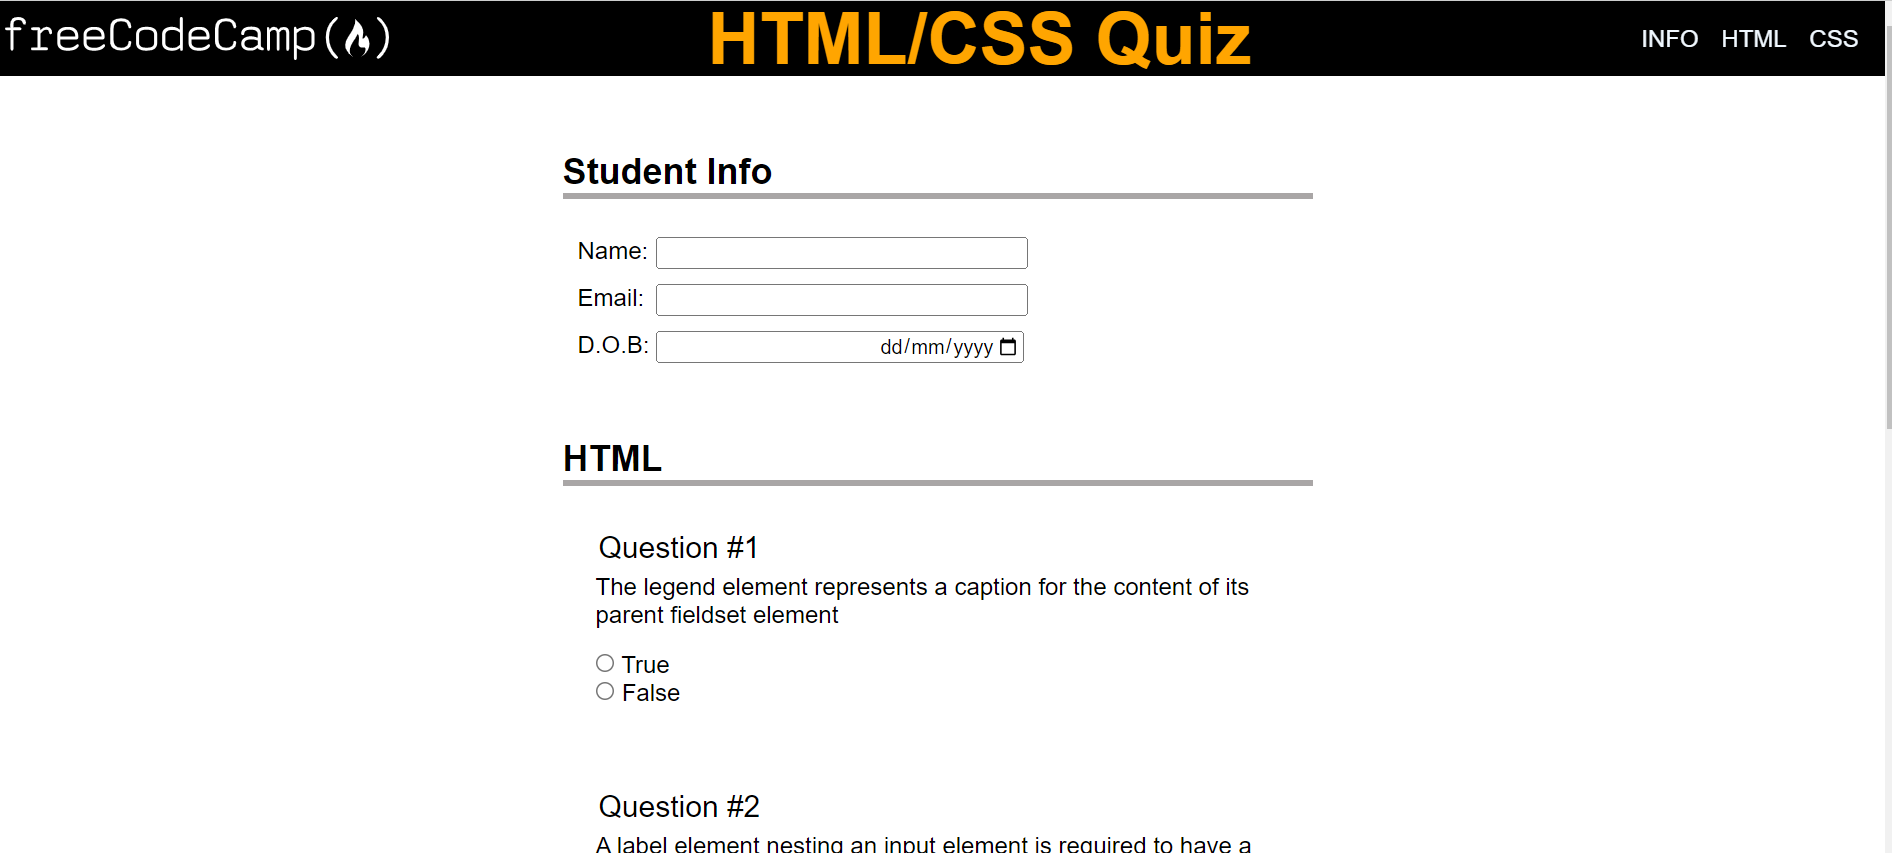 freeCodeCamp(🔥)
HTML/CSS Quiz
INFO HTML CSS
Student Info
Name:
Email:
D.O.B: dd/mm/yyyy
HTML
Question #1
The legend element represents a caption for the content of its
parent fieldset element
True
False
Question #2
A label element nesting an input element is required to have a